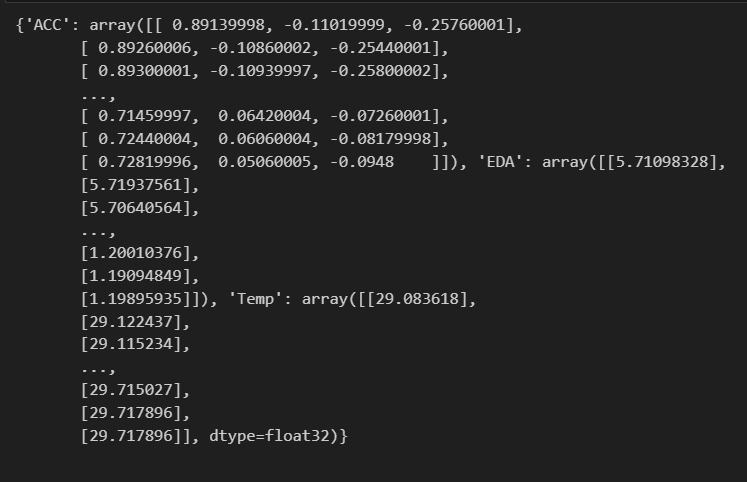 {'ACC': array([[ 0.89139998, -0.11019999, -0.25760001],
       [ 0.89260006, -0.10860002, -0.25440001],
       [ 0.89300001, -0.10939997, -0.25800002],
       ...,
       [ 0.71459997,  0.06420004, -0.07260001],
       [ 0.72440004,  0.06060004, -0.08179998],
       [ 0.72819996,  0.05060005, -0.0948    ]]), 'EDA': array([[5.71098328],
       [5.71937561],
       [5.70640564],
       ...,
       [1.20010376],
       [1.19094849],
       [1.19895935]]), 'Temp': array([[29.083618],
       [29.122437],
       [29.115234],
       ...,
       [29.715027],
       [29.717896],
       [29.717896]], dtype=float32)}